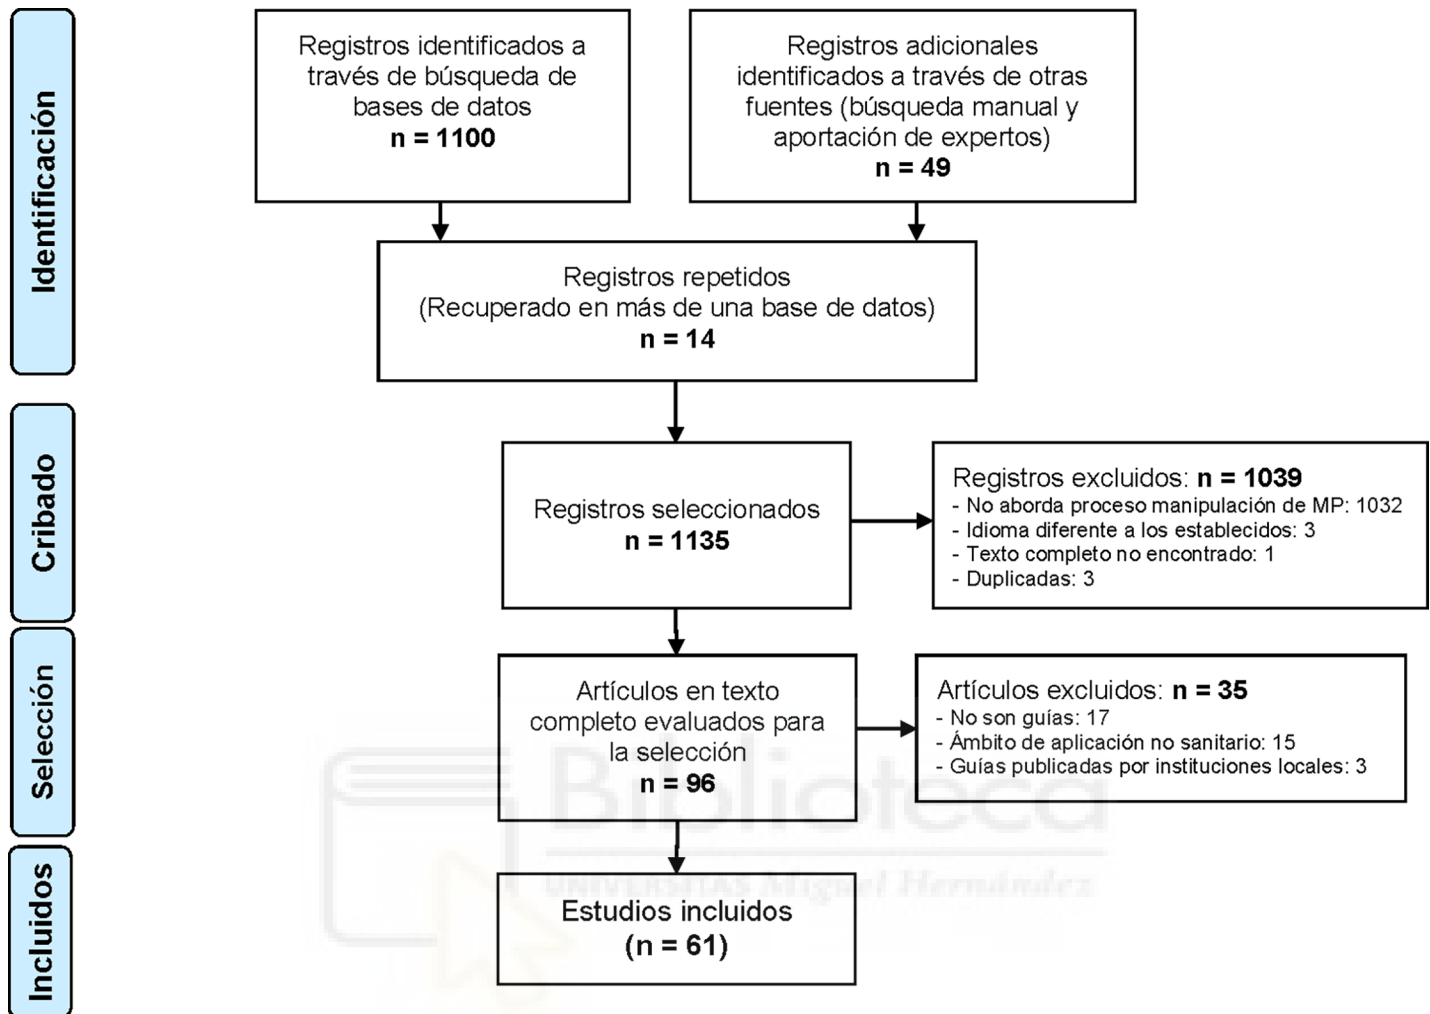 Identificación
Registros identificados a
través de búsqueda de
bases de datos
n = 1100
Registros adicionales
identificados a través de otras
fuentes (búsqueda manual y
aportación de expertos)
n = 49
Registros repetidos
(Recuperado en más de una base de datos)
n = 14
Cribado
Registros seleccionados
n = 1135
Registros excluidos: n = 1039
- No aborda proceso manipulación de MP: 1032
- Idioma diferente a los establecidos: 3
- Texto completo no encontrado: 1
- Duplicadas: 3
Selección
Artículos en texto
completo evaluados para
la selección
n = 96
Artículos excluidos: n = 35
- No son guías: 17
- Ámbito de aplicación no sanitario: 15
- Guías publicadas por instituciones locales: 3
Incluidos
Estudios incluidos
(n = 61)
Biblioteca
UNIVERSITAS Miguel Hernández